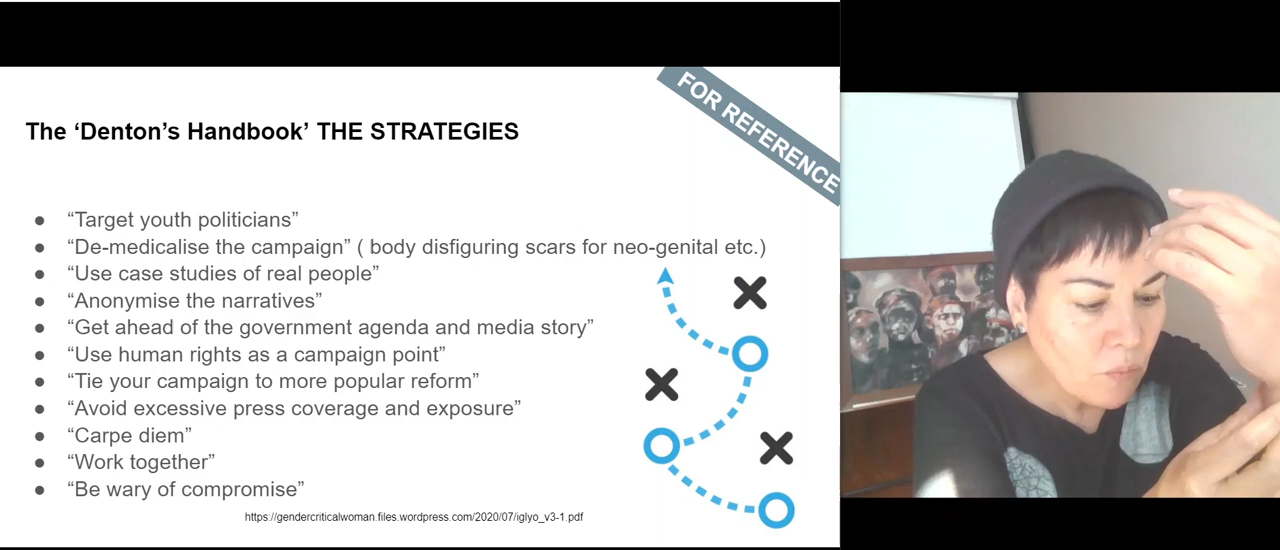 FOR REFERENCE
The ‘Denton’s Handbook’ THE STRATEGIES
● “Target youth politicians”
● “De-medicalise the campaign” ( body disfiguring scars for neo-genital etc.)
● “Use case studies of real people”
● “Anonymise the narratives”
● “Get ahead of the government agenda and media story”
● “Use human rights as a campaign point”
● “Tie your campaign to more popular reform”
● “Avoid excessive press coverage and exposure”
● “Carpe diem”
● “Work together”
● “Be wary of compromise”
https://gendercriticalwoman.files.wordpress.com/2020/07/iglyo_v3-1.pdf